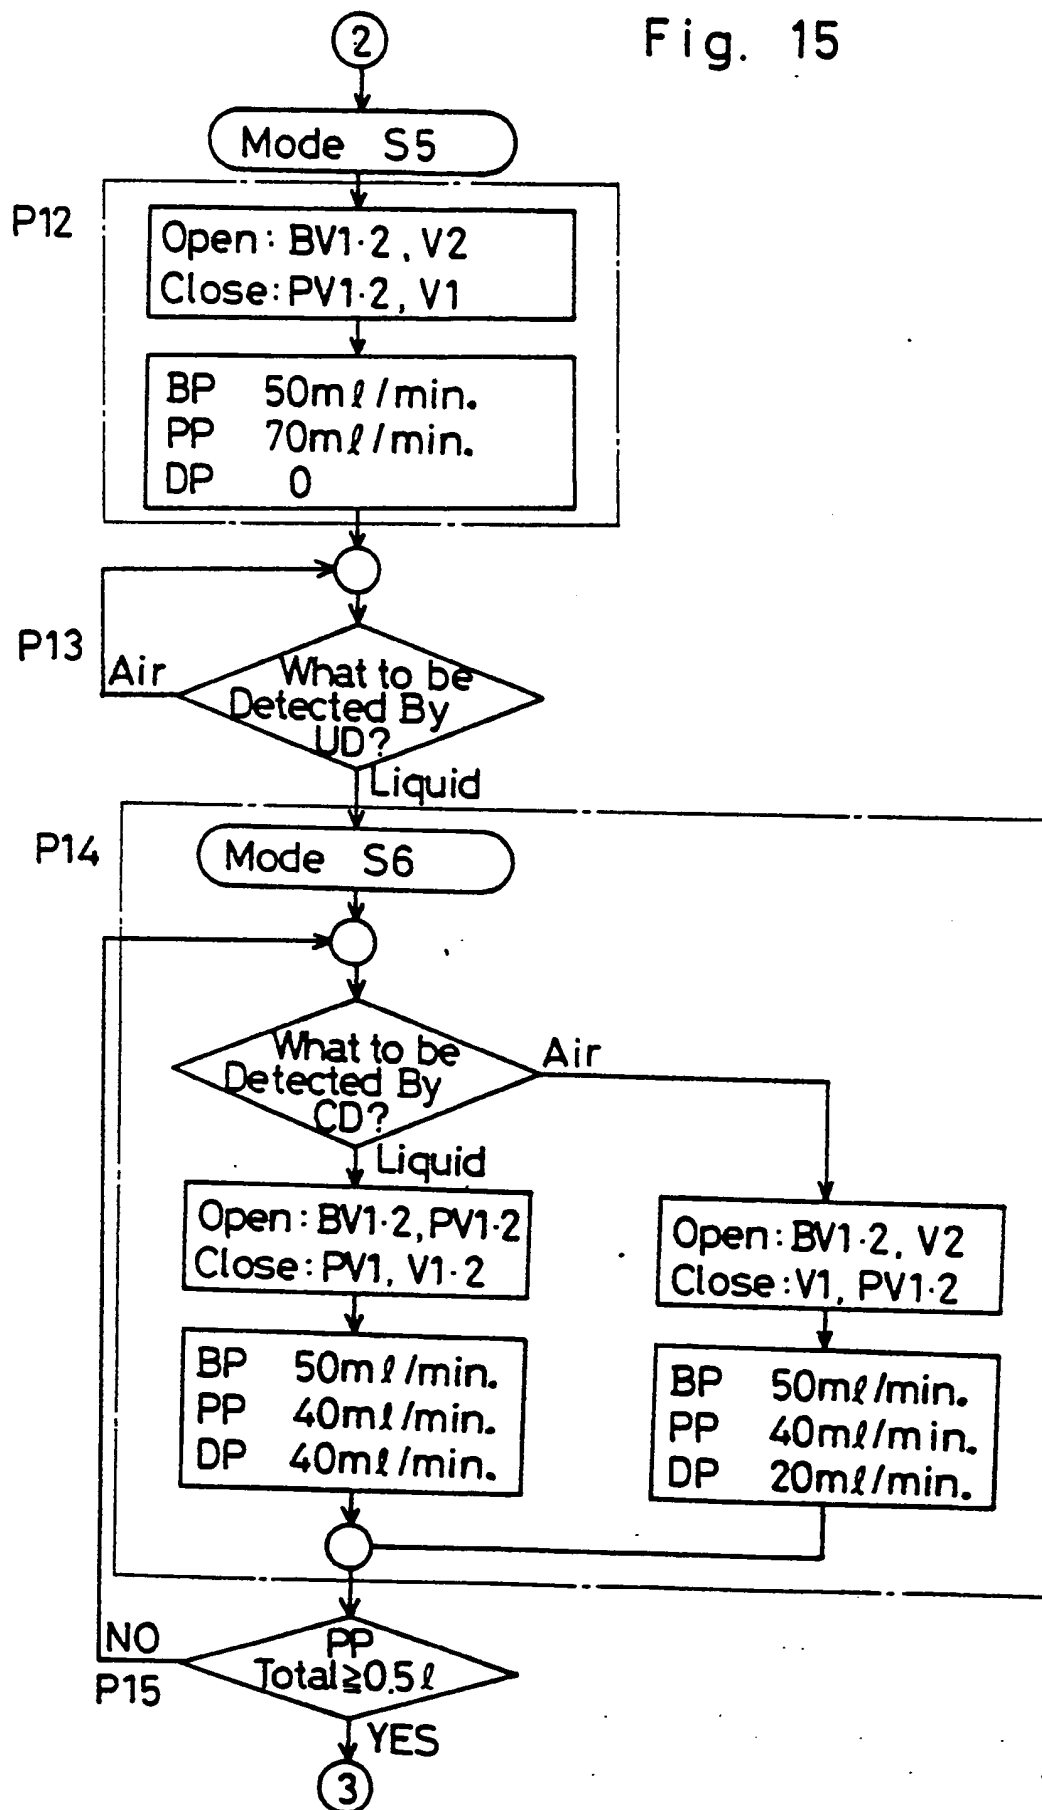 Fig. 15
2
Mode S5
P12
Open: BV1·2, V2
Close: PV1·2, V1
BP 50mℓ/min.
PP 70mℓ/min.
DP 0
P13
Air
What to be
Detected By
UD?
Liquid
P14
Mode S6
What to be
Detected By
CD?
Air
Liquid
Open: BV1·2, PV1·2
Close: PV1, V1·2
Open: BV1·2, V2
Close: V1, PV1·2
BP 50mℓ/min.
PP 40mℓ/min.
DP 40mℓ/min.
BP 50mℓ/min.
PP 40mℓ/min.
DP 20mℓ/min.
NO
P15
PP
Total≧0.5ℓ
YES
3